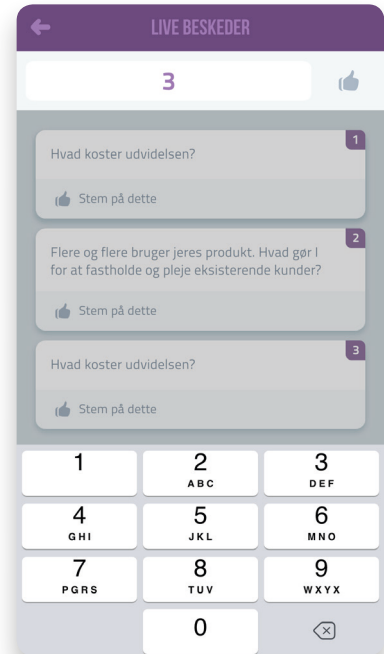 LIVE BESKEDER
3
1
Hvad koster udvidelsen?
Stem på dette
2
Flere og flere bruger jeres produkt. Hvad gør I
for at fastholde og pleje eksisterende kunder?
Stem på dette
3
Hvad koster udvidelsen?
Stem på dette
1 2 3
ABC DEF
4 5 6
GHI JKL MNO
7 8 9
PGRS TUV WXYX
0